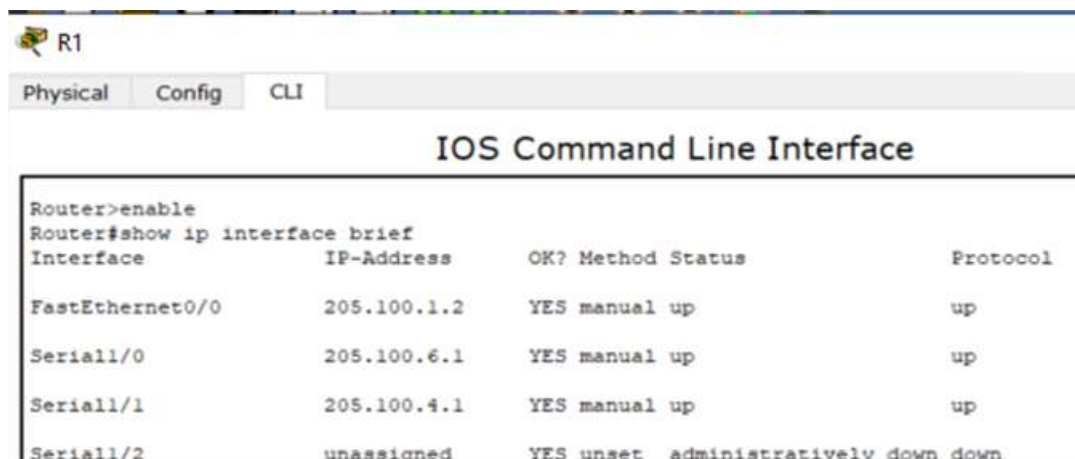 R1
Physical Config CLI
IOS Command Line Interface
Router>enable
Router#show ip interface brief
Interface IP-Address OK? Method Status Protocol
FastEthernet0/0 205.100.1.2 YES manual up up
Serial1/0 205.100.6.1 YES manual up up
Serial1/1 205.100.4.1 YES manual up up
Serial1/2 unassigned YES unset administratively down down